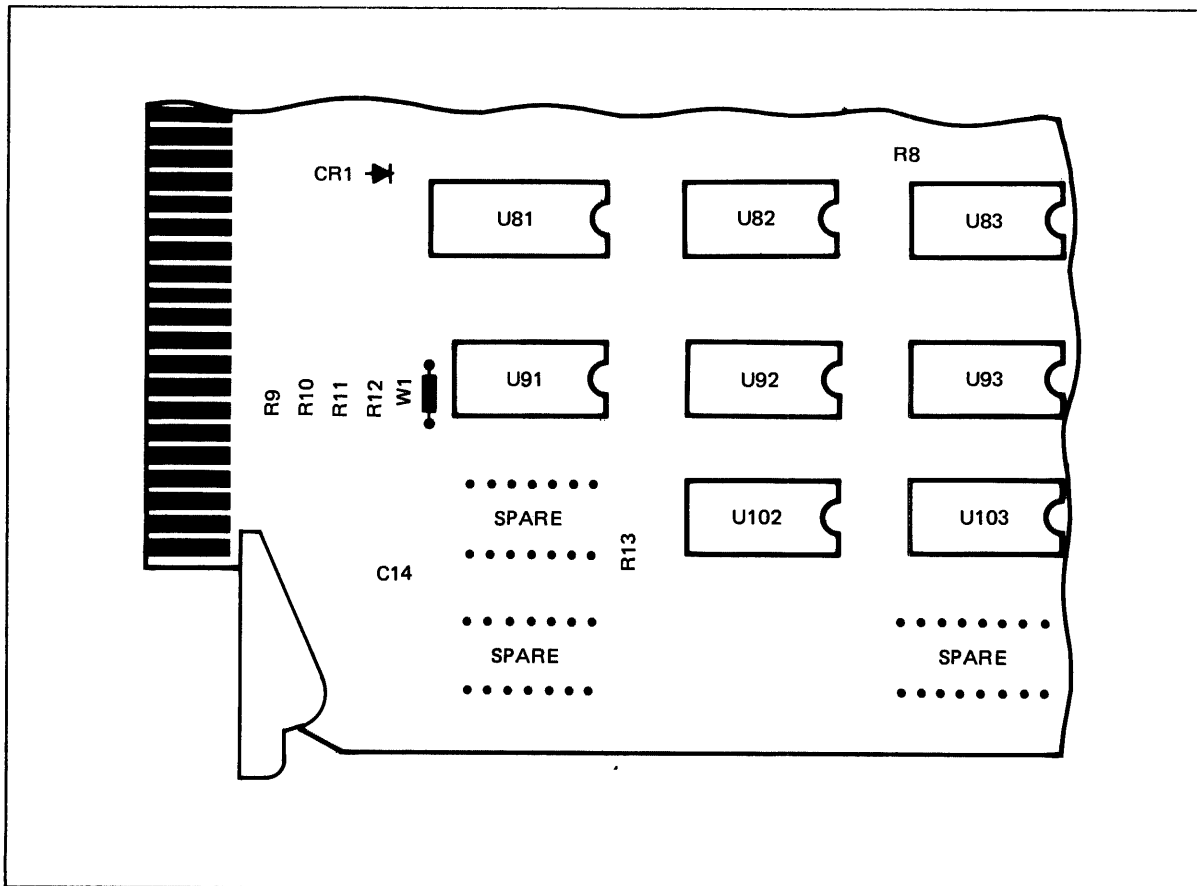 R8
CR1
U81
U82
U83
U91
U92
U93
R9
R10
R11
R12
W1
SPARE
U102
U103
R13
C14
SPARE
SPARE